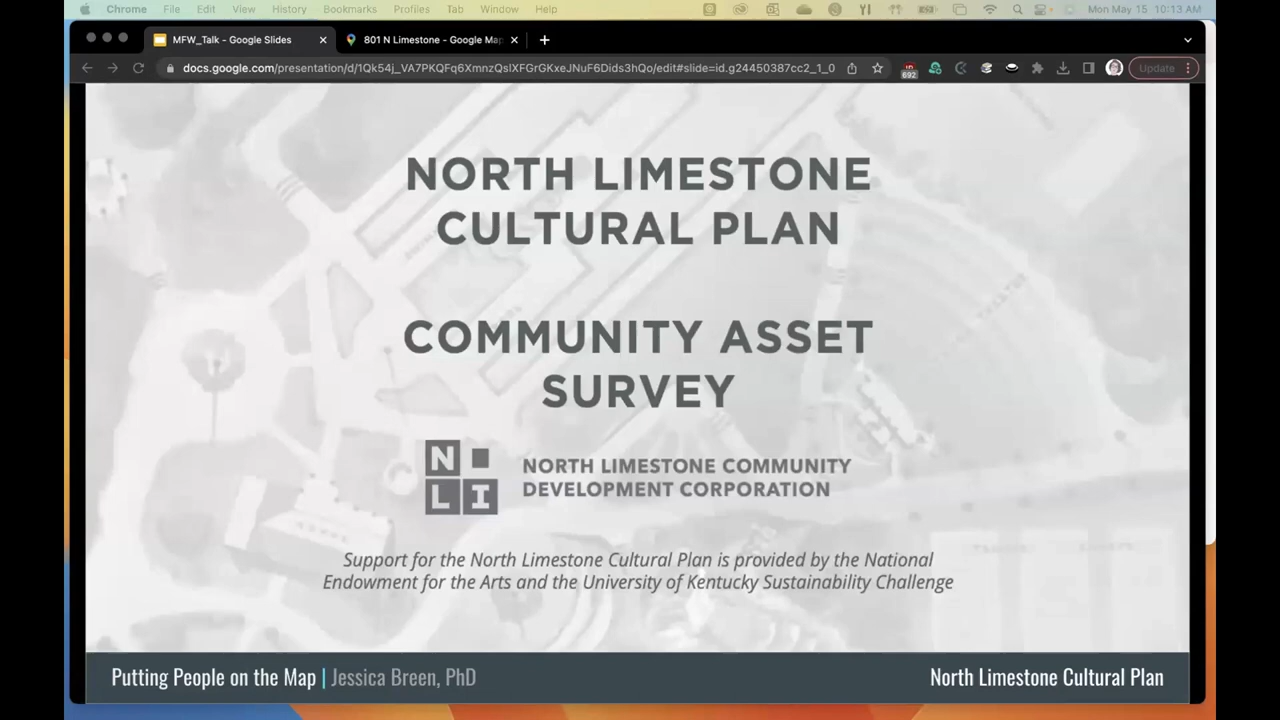 Chrome File Edit View History Bookmarks Profiles Tab Window Help Mon May 15 10:13 AM
MFW_Talk - Google Slides 801 N Limestone - Google Map
docs.google.com/presentation/d/1Qk54j_VA7PKQFq6XmnzQslXFGrGKxeJNuF6Dids3hQo/edit#slide=id.g24450387cc2_1_0 692 Update
NORTH LIMESTONE
CULTURAL PLAN
COMMUNITY ASSET
SURVEY
N
LI
NORTH LIMESTONE COMMUNITY
DEVELOPMENT CORPORATION
Support for the North Limestone Cultural Plan is provided by the National
Endowment for the Arts and the University of Kentucky Sustainability Challenge
Putting People on the Map | Jessica Breen, PhD North Limestone Cultural Plan